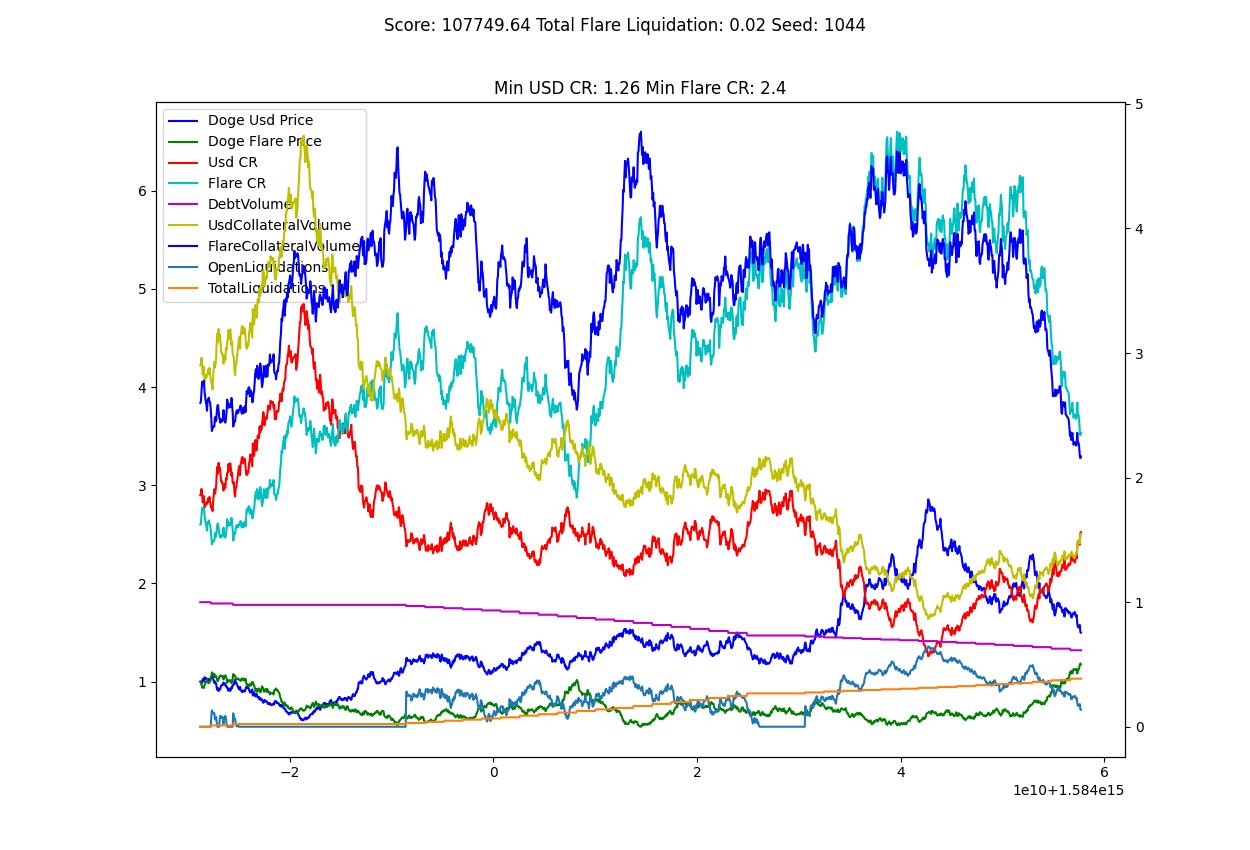 Score: 107749.64 Total Flare Liquidation: 0.02 Seed: 1044
Min USD CR: 1.26 Min Flare CR: 2.4
Doge Usd Price
Doge Flare Price
Usd CR
Flare CR
DebtVolume
UsdCollateralVolume
FlareCollateralVolume
OpenLiquidations
TotalLiquidations
6
5
4
3
2
1
5
4
3
2
1
0
−2
0
2
4
6
1e10+1.584e15